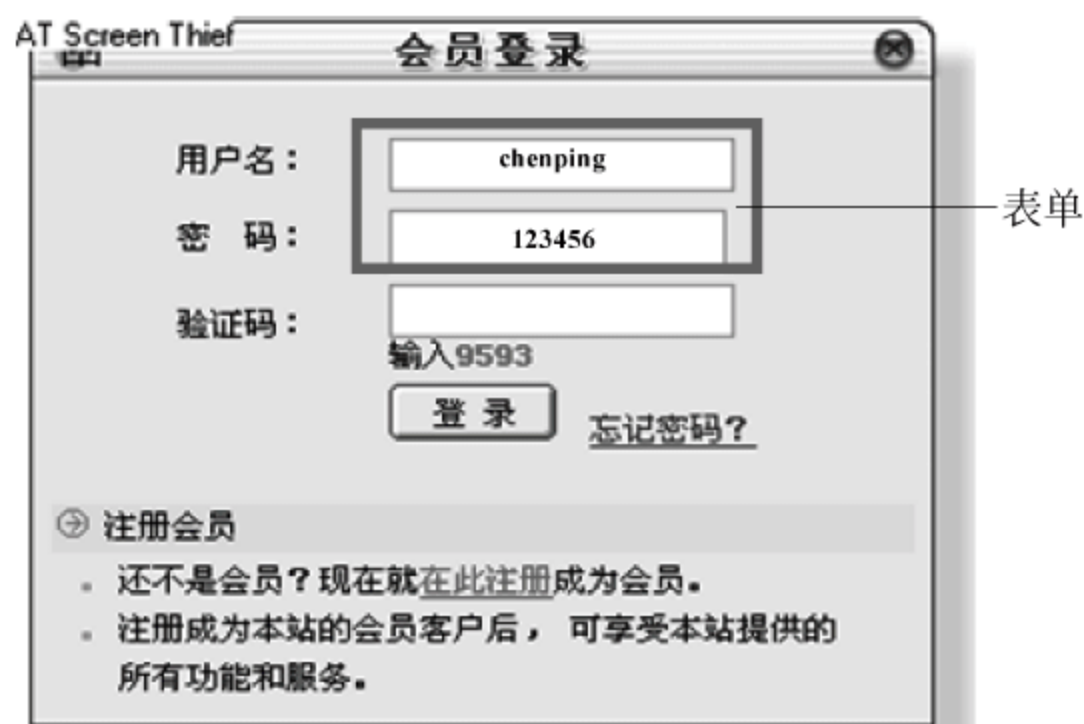 AT Screen Thief
会员登录
用户名：
chenping
表单
密 码：
123456
验证码：
输入9593
登 录
忘记密码？
注册会员
还不是会员？现在就在此注册成为会员。
注册成为本站的会员客户后， 可享受本站提供的
所有功能和服务。